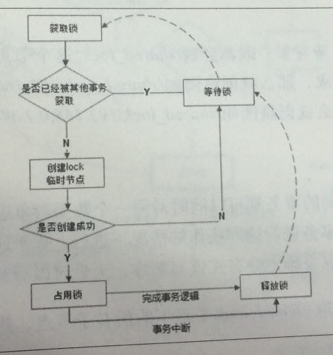 获取锁
是否已经被其他事务
获取
Y
等待锁
N
创建lock
临时节点
是否创建成功
N
Y
占用锁
完成事务逻辑
释放锁
事务中断